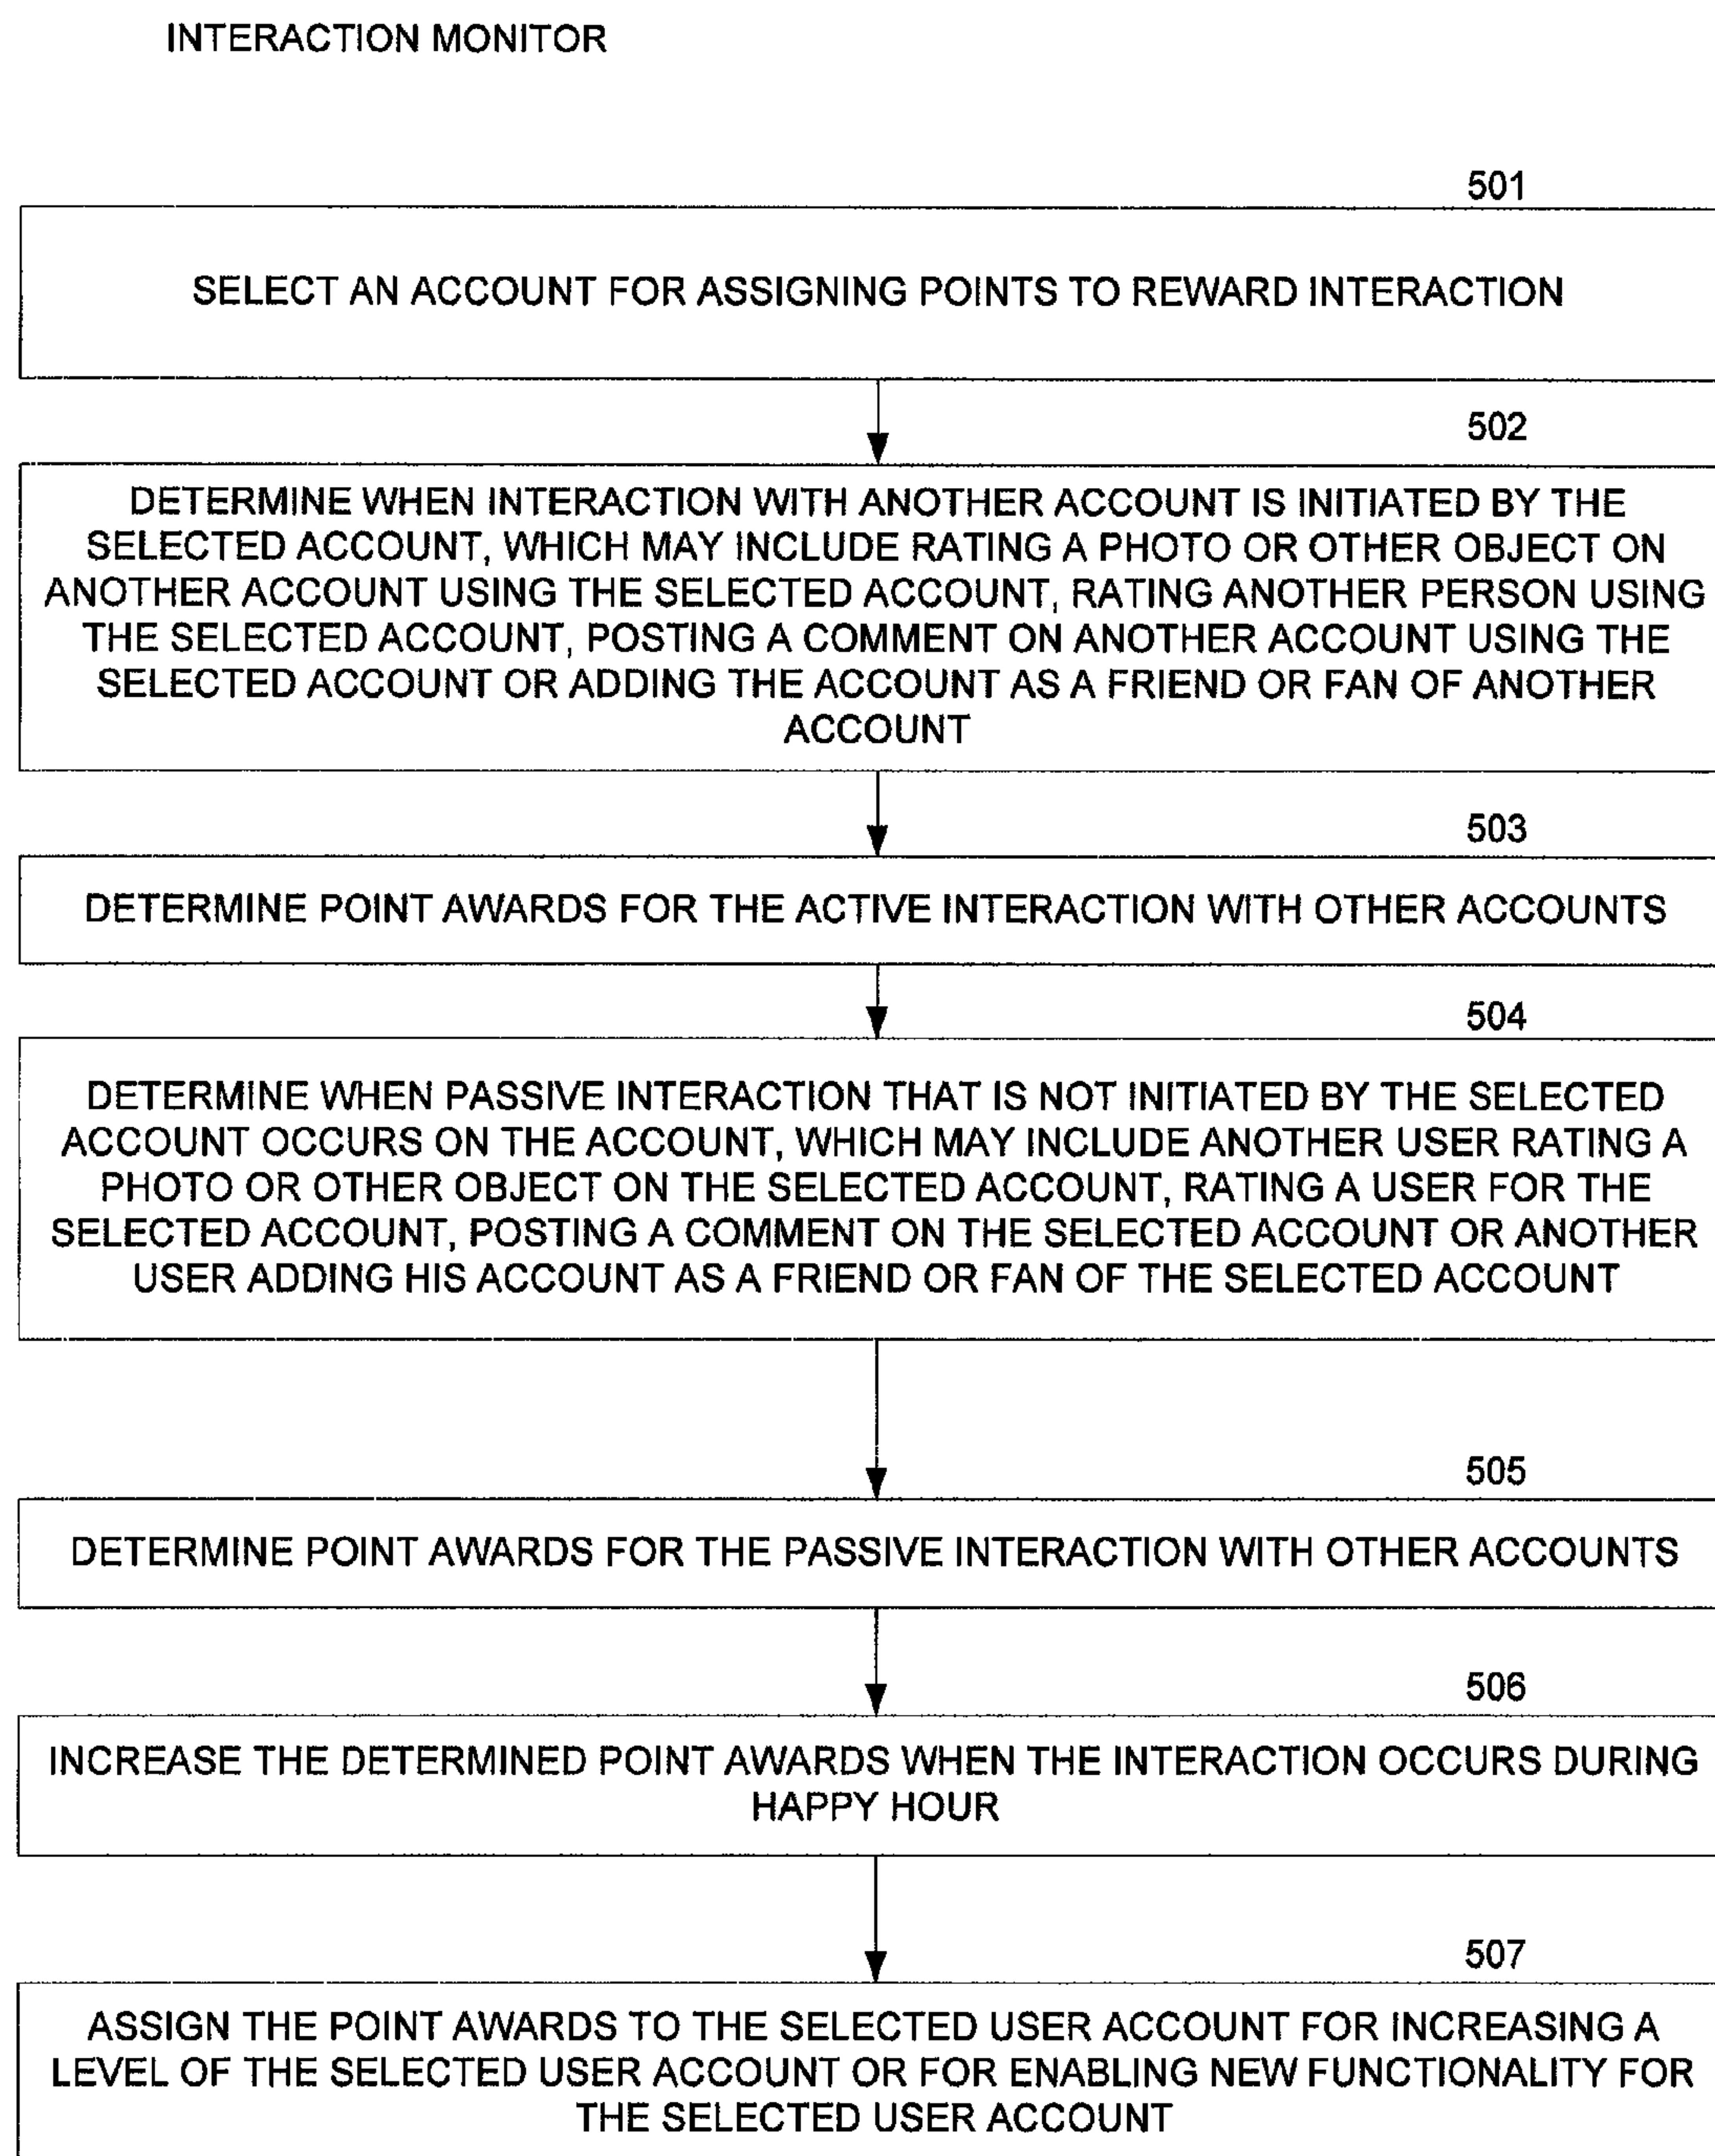 INTERACTION MONITOR
501
SELECT AN ACCOUNT FOR ASSIGNING POINTS TO REWARD INTERACTION
502
DETERMINE WHEN INTERACTION WITH ANOTHER ACCOUNT IS INITIATED BY THE
SELECTED ACCOUNT, WHICH MAY INCLUDE RATING A PHOTO OR OTHER OBJECT ON
ANOTHER ACCOUNT USING THE SELECTED ACCOUNT, RATING ANOTHER PERSON USING
THE SELECTED ACCOUNT, POSTING A COMMENT ON ANOTHER ACCOUNT USING THE
SELECTED ACCOUNT OR ADDING THE ACCOUNT AS A FRIEND OR FAN OF ANOTHER
ACCOUNT
503
DETERMINE POINT AWARDS FOR THE ACTIVE INTERACTION WITH OTHER ACCOUNTS
504
DETERMINE WHEN PASSIVE INTERACTION THAT IS NOT INITIATED BY THE SELECTED
ACCOUNT OCCURS ON THE ACCOUNT, WHICH MAY INCLUDE ANOTHER USER RATING A
PHOTO OR OTHER OBJECT ON THE SELECTED ACCOUNT, RATING A USER FOR THE
SELECTED ACCOUNT, POSTING A COMMENT ON THE SELECTED ACCOUNT OR ANOTHER
USER ADDING HIS ACCOUNT AS A FRIEND OR FAN OF THE SELECTED ACCOUNT
505
DETERMINE POINT AWARDS FOR THE PASSIVE INTERACTION WITH OTHER ACCOUNTS
506
INCREASE THE DETERMINED POINT AWARDS WHEN THE INTERACTION OCCURS DURING
HAPPY HOUR
507
ASSIGN THE POINT AWARDS TO THE SELECTED USER ACCOUNT FOR INCREASING A
LEVEL OF THE SELECTED USER ACCOUNT OR FOR ENABLING NEW FUNCTIONALITY FOR
THE SELECTED USER ACCOUNT